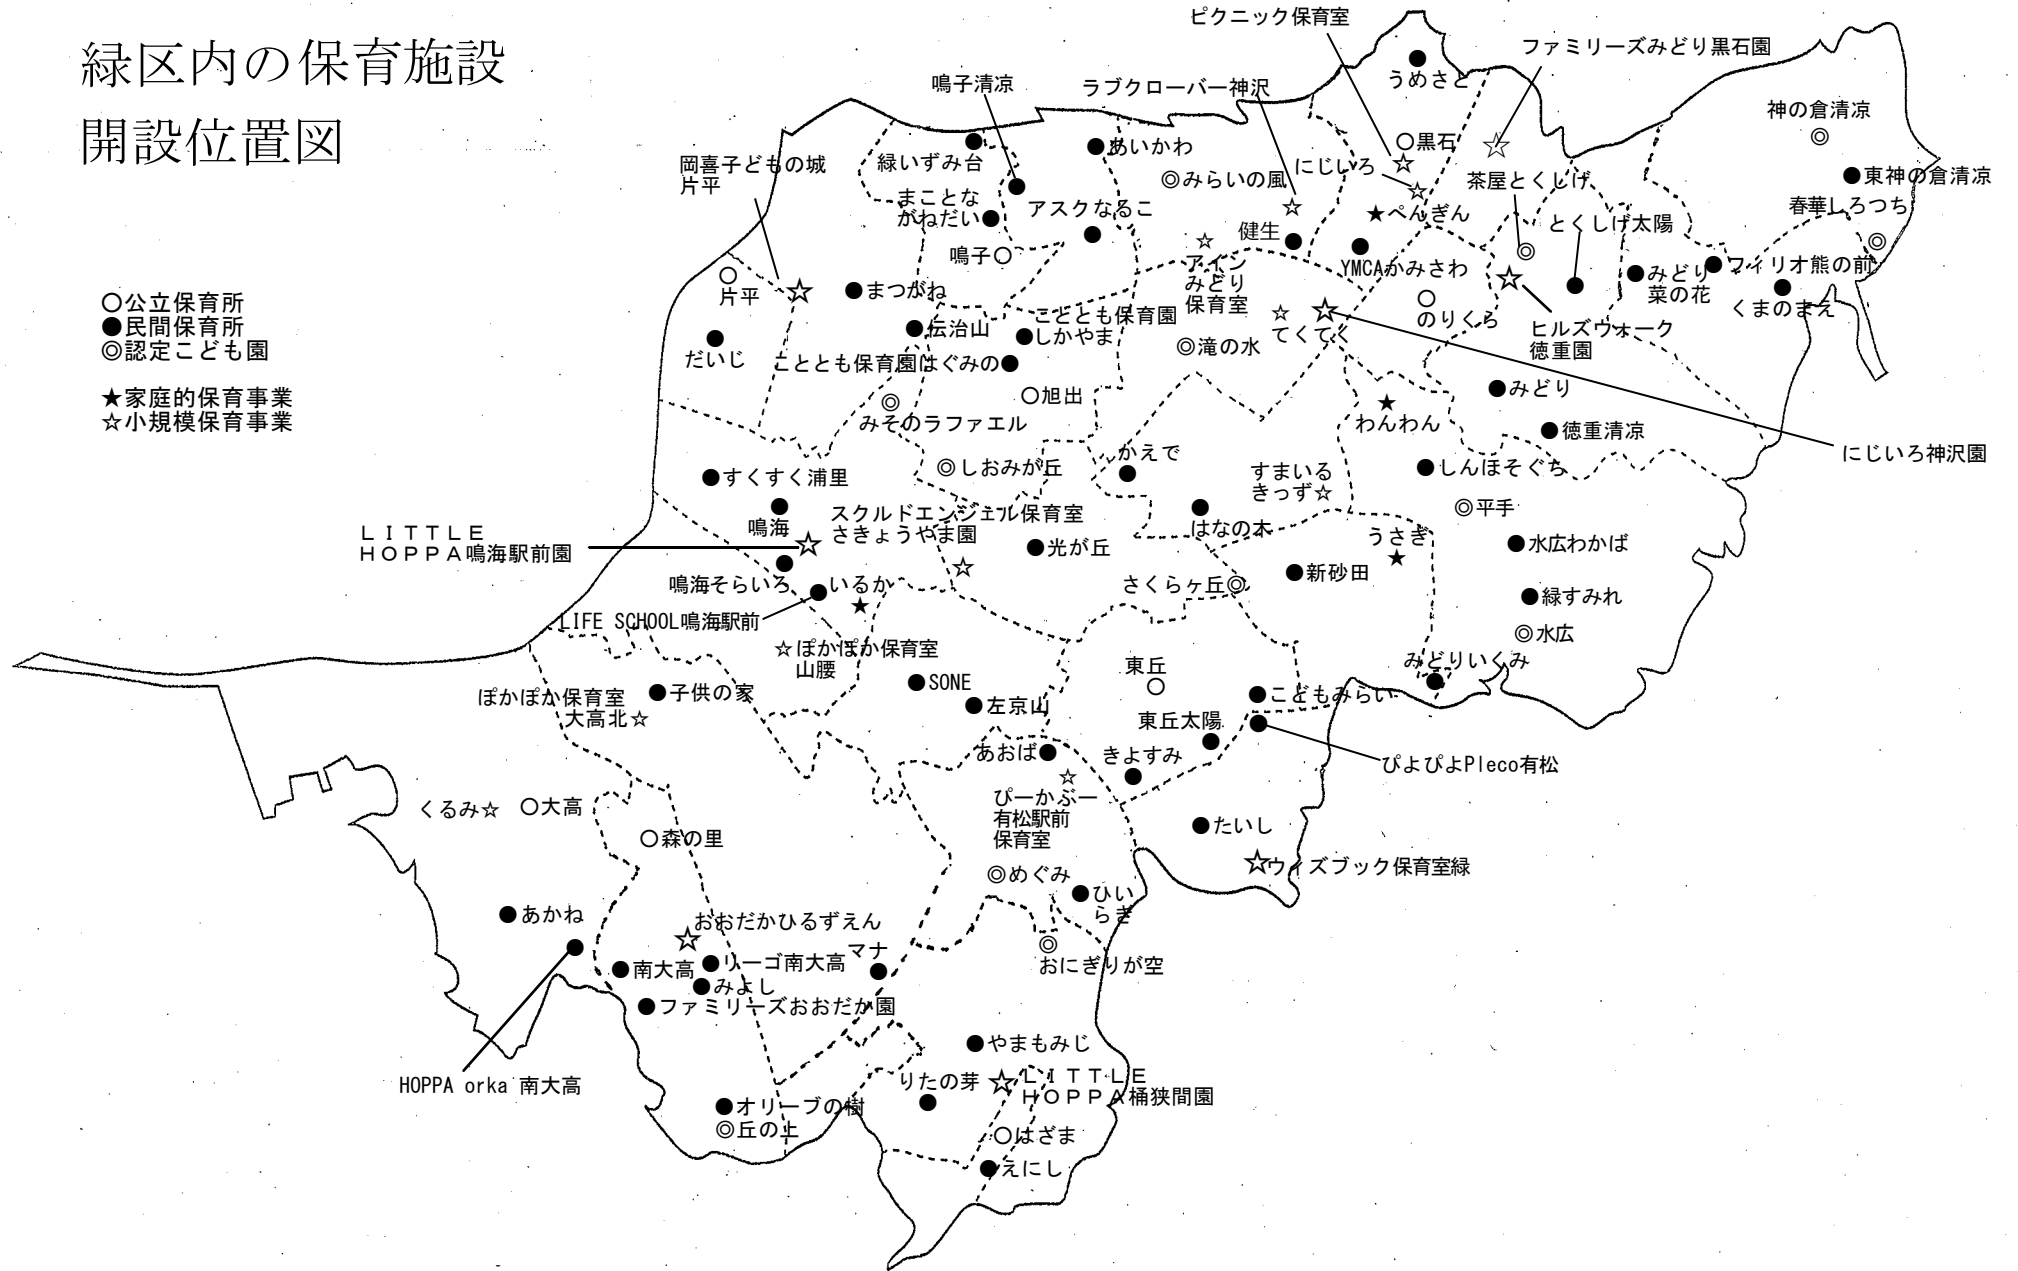 緑区内の保育施設
開設位置図
○公立保育所
●民間保育所
◎認定こども園
★家庭的保育事業
☆小規模保育事業
ピクニック保育室
うめさと
ファミリーズみどり黒石園
鳴子清凉
ラブクローバー神沢
神の倉清凉
◎
○黒石
緑いずみ台
●あいかわ
岡喜子どもの城
片平
◎みらいの風
にじいろ
茶屋とくしげ
●東神の倉清凉
まことな
がねだい
アスクなるこ
★ぺんぎん
春華しろつち
とくしげ太陽
健生
鳴子○
アイン
みどり
保育室
YMCAかみさわ
片平
●まつがね
●みどり
菜の花
フィリオ熊の前
くまのまえ
のりくら
ヒルズウォーク
徳重園
●伝治山
こととも保育園
●しかやま
てくてく
◎滝の水
だいじ
こととも保育園はぐみの●
●みどり
○旭出
みそのラファエル
わんわん
●徳重清凉
にじいろ神沢園
かえで
◎しおみが丘
すまいる
きっず☆
●しんほそぐち
●すくすく浦里
◎平手
鳴海
スクルドエンジェル保育室
さきょうやま園
はなの木
うさぎ
ＬＩＴＴＬＥ
ＨＯＰＰＡ鳴海駅前園
●光が丘
●水広わかば
鳴海そらいろ
いるか
さくらヶ丘◎
●新砂田
●緑すみれ
LIFE SCHOOL鳴海駅前
◎水広
☆ぽかぽか保育室
山腰
みどりいくみ
東丘
●SONE
ぽかぽか保育室
大高北☆
●子供の家
●左京山
●こどもみらい
東丘太陽
あおば●
きよすみ
ぴよぴよPleco有松
ぴーかぶー
有松駅前
保育室
くるみ☆
○大高
●たいし
○森の里
☆ウィズブック保育室緑
◎めぐみ
●ひい
らぎ
●あかね
おおだかひるずえん
おにぎりが空
●南大高
●リーゴ南大高
マナ
●みよし
●ファミリーズおおだか園
●やまもみじ
HOPPA orka 南大高
りたの芽
☆ＬＩＴＴＬＥ
ＨＯＰＰＡ桶狭間園
●オリーブの樹
◎丘の上
○はざま
●えにし